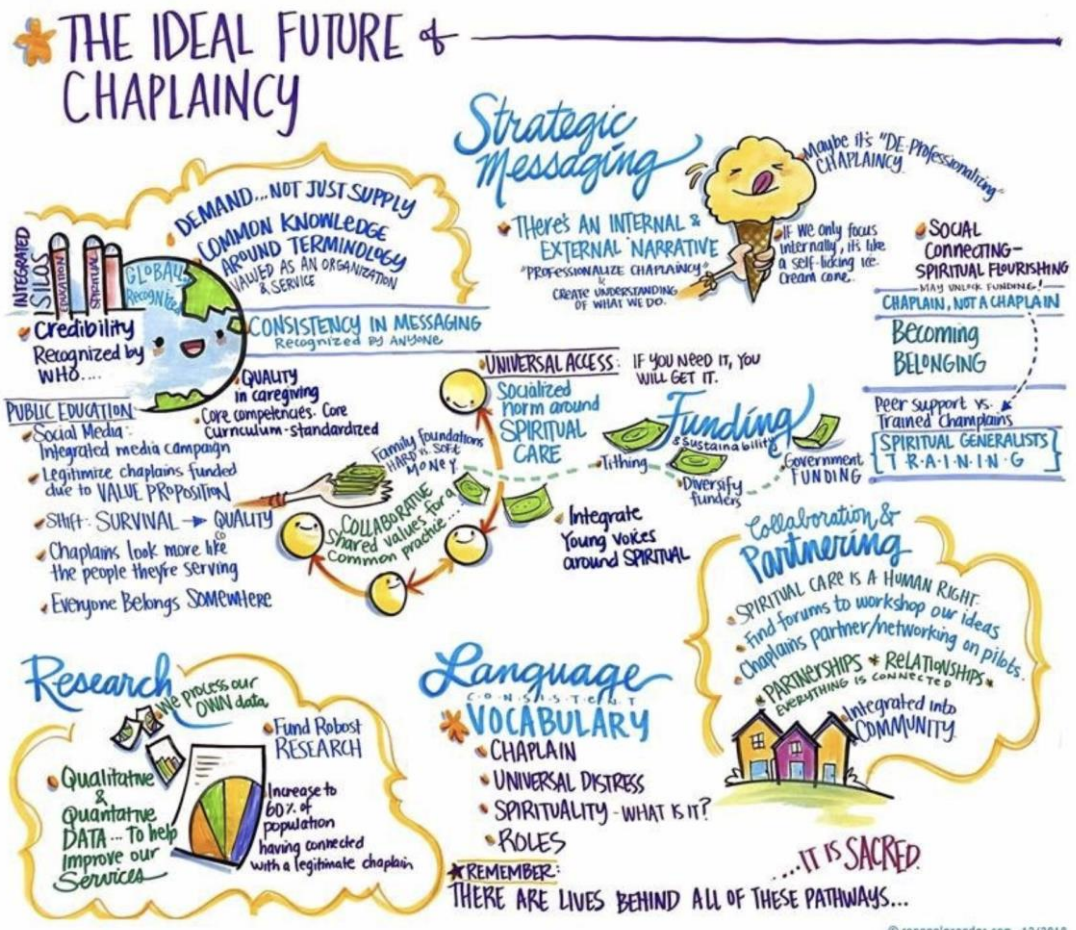 THE IDEAL FUTURE of
CHAPLAINCY
DEMAND...NOT JUST SUPPLY
COMMON KNOWLEDGE
AROUND TERMINOLOGY
VALUED AS AN ORGANIZATION
& SERVICE
INTEGRATED
SILOS
EDUCATION
SPIRITUAL
GLOBALLY
Recognized
Credibility
Recognized by
WHO....
CONSISTENCY IN MESSAGING
Recognized BY ANYONE
QUALITY
in caregiving
Core competencies. Core
Curriculum-standardized
PUBLIC EDUCATION:
Social Media:
Integrated media campaign
Legitimize chaplains funded
due to VALUE PROPOSITION
Shift: SURVIVAL → QUALITY
Chaplains look more like
the people they're serving
Everyone Belongs SOMEWHERE
Strategic
Messaging
THERE'S AN INTERNAL &
EXTERNAL NARRATIVE
"PROFESSIONALIZE CHAPLAINCY"
&
CREATE UNDERSTANDING
OF WHAT WE DO.
Maybe it's "DE-Professionalizing"
CHAPLAINCY.
IF WE only focus
internally, it's like
a self-licking ice
cream cone.
SOCIAL
Connecting-
SPIRITUAL FLOURISHING
MAY UNLOCK FUNDING!
CHAPLAIN, NOT A CHAPLAIN
Becoming
BELONGING
Peer support vs.
Trained Champlains
SPIRITUAL GENERALISTS
T·R·A·I·N·I·N·G
UNIVERSAL ACCESS:
IF YOU NEED IT, YOU
WILL GET IT.
Socialized
norm around
SPIRITUAL
CARE
Family foundations
HARD vs. SOFT
MONEY
COLLABORATIVE
Shared values for a
common practice...
Funding
& Sustainability
Tithing
Diversify
funders
Government
FUNDING
Integrate
Young voices
around SPIRITUAL
Collaboration &
Partnering
SPIRITUAL CARE IS A HUMAN RIGHT.
Find forums to workshop our ideas
Chaplains partner/networking on pilots.
PARTNERSHIPS * RELATIONSHIPS*
EVERYTHING IS CONNECTED
Integrated into
COMMUNITY.
Research
We process our
OWN data
Fund Robost
RESEARCH
Qualitative
&
Quantative
DATA... To help
improve our
Services
Increase to
60% of
population
having connected
with a legitimate chaplain
Language
CONSISTENT
VOCABULARY
CHAPLAIN
UNIVERSAL DISTRESS
SPIRITUALITY - WHAT IS IT?
ROLES
REMEMBER:
THERE ARE LIVES BEHIND ALL OF THESE PATHWAYS...
...IT IS SACRED.